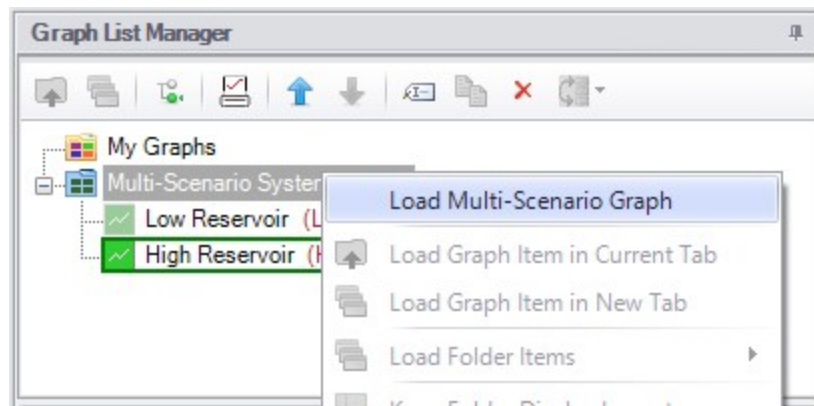 Graph List Manager
My Graphs
Multi-Scenario
Load Multi-Scenario Graph
Low Reservoir (L
High Reservoir (H
Load Graph Item in Current Tab
Load Graph Item in New Tab
Load Folder Items